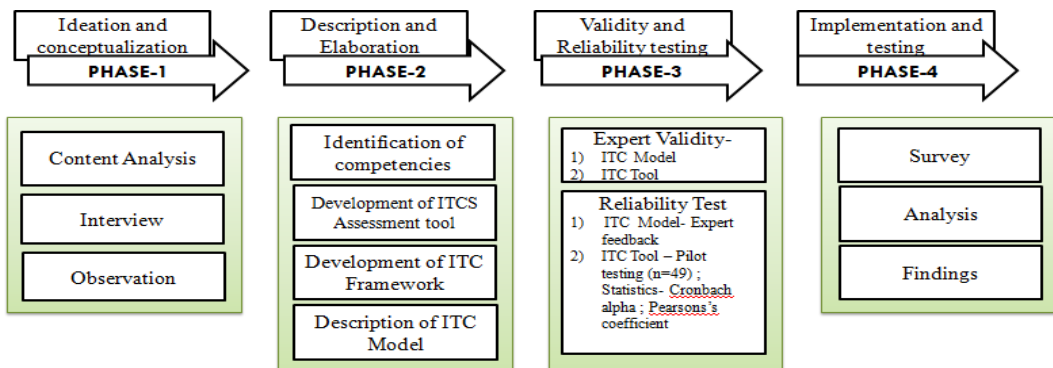 Ideation and
conceptualization
PHASE-1
Content Analysis
Interview
Observation
Description and
Elaboration
PHASE-2
Identification of
competencies
Development of ITCS
Assessment tool
Development of ITC
Framework
Description of ITC
Model
Validity and
Reliability testing
PHASE-3
Expert Validity-
1) ITC Model
2) ITC Tool
Reliability Test
1) ITC Model- Expert
feedback
2) ITC Tool – Pilot
testing (n=49) ;
Statistics- Cronbach
alpha ; Pearsons's
coefficient
Implementation and
testing
PHASE-4
Survey
Analysis
Findings